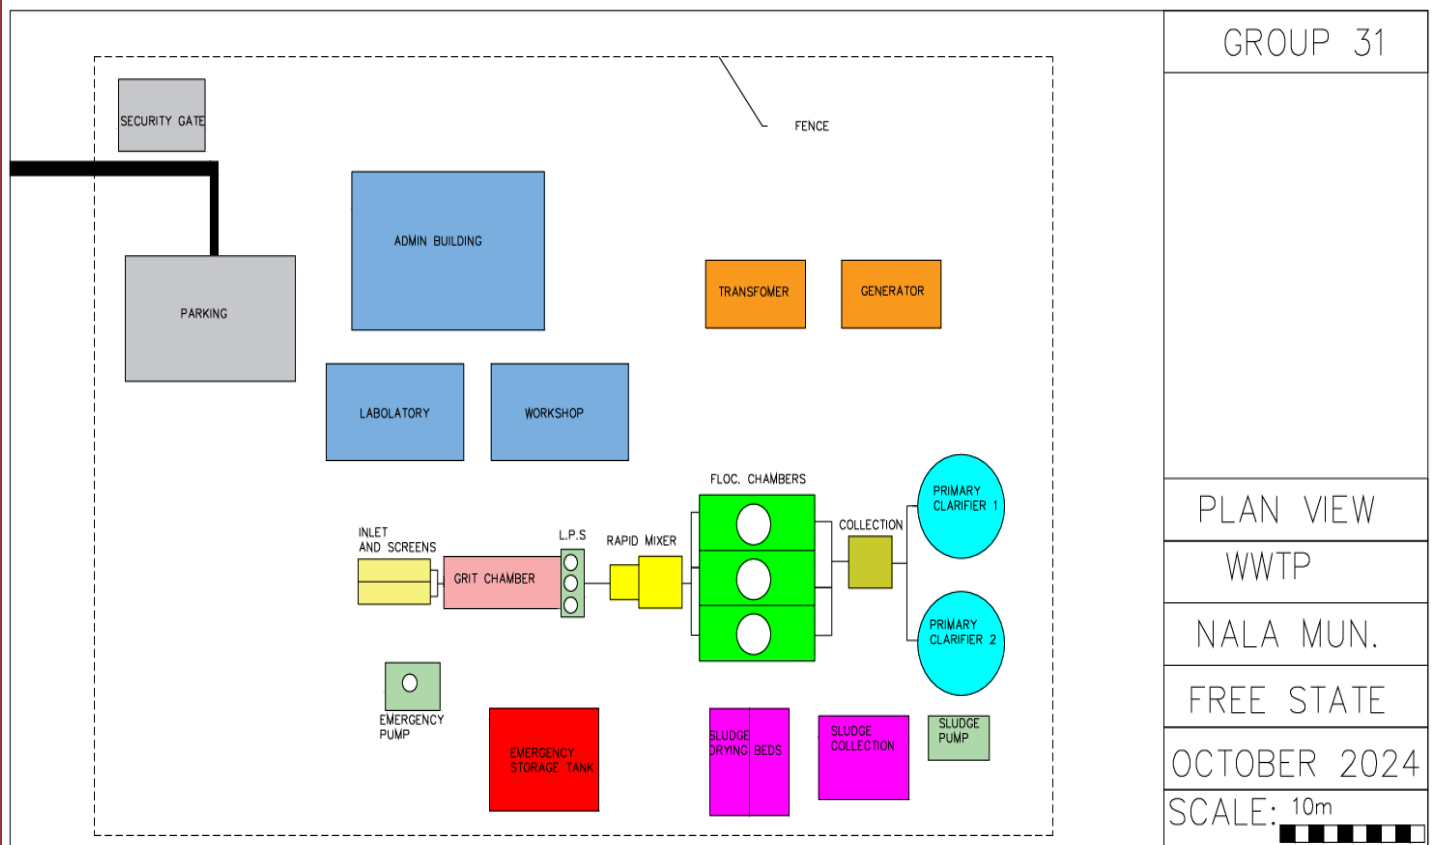 GROUP 31
SECURITY GATE
FENCE
ADMIN BUILDING
TRANSFOMER
GENERATOR
PARKING
LABOLATORY
WORKSHOP
FLOC. CHAMBERS
PRIMARY
CLARIFIER 1
COLLECTION
INLET
AND SCREENS
L.P.S
RAPID MIXER
GRIT CHAMBER
PRIMARY
CLARIFIER 2
EMERGENCY
PUMP
EMERGENCY
STORAGE TANK
SLUDGE
DRYING BEDS
SLUDGE
COLLECTION
SLUDGE
PUMP
PLAN VIEW
WWTP
NALA MUN.
FREE STATE
OCTOBER 2024
SCALE: 10m